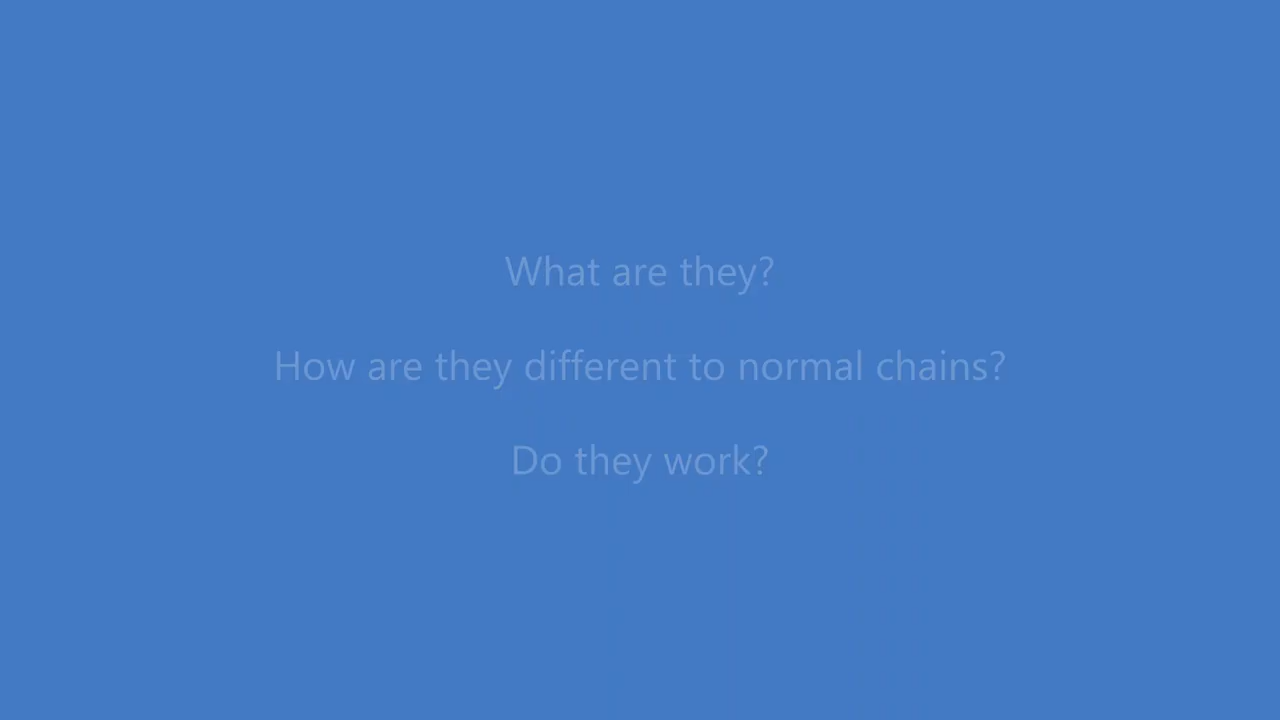 What are they?
How are they different to normal chains?
Do they work?